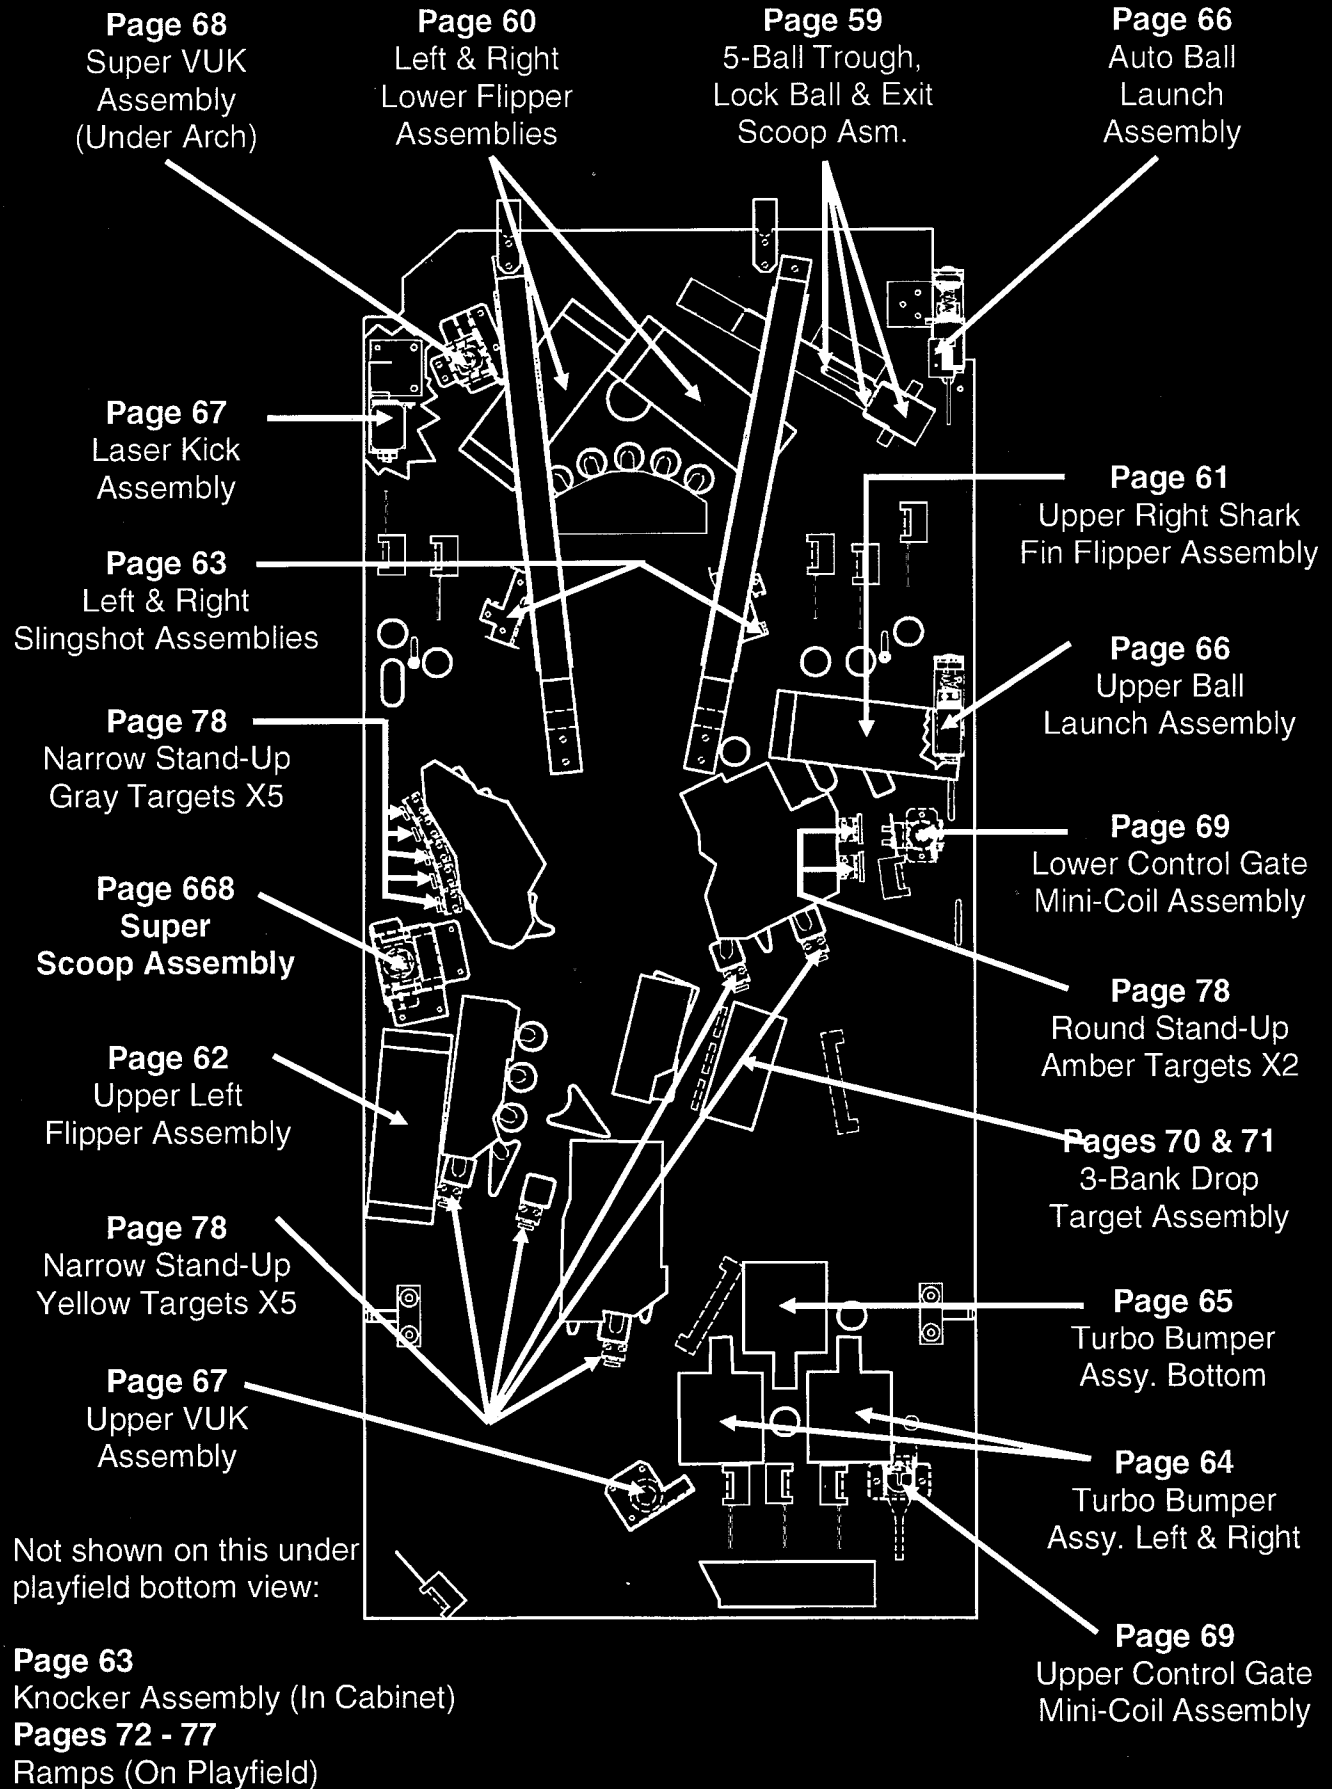 Page 68
Super VUK
Assembly
(Under Arch)
Page 60
Left & Right
Lower Flipper
Assemblies
Page 59
5-Ball Trough,
Lock Ball & Exit
Scoop Asm.
Page 66
Auto Ball
Launch
Assembly
Page 67
Laser Kick
Assembly
Page 61
Upper Right Shark
Fin Flipper Assembly
Page 63
Left & Right
Slingshot Assemblies
Page 66
Upper Ball
Launch Assembly
Page 78
Narrow Stand-Up
Gray Targets X5
Page 69
Lower Control Gate
Mini-Coil Assembly
Page 668
Super
Scoop Assembly
Page 78
Round Stand-Up
Amber Targets X2
Page 62
Upper Left
Flipper Assembly
Pages 70 & 71
3-Bank Drop
Target Assembly
Page 78
Narrow Stand-Up
Yellow Targets X5
Page 65
Turbo Bumper
Assy. Bottom
Page 67
Upper VUK
Assembly
Page 64
Turbo Bumper
Assy. Left & Right
Not shown on this under
playfield bottom view:
Page 63
Knocker Assembly (In Cabinet)
Pages 72 - 77
Ramps (On Playfield)
Page 69
Upper Control Gate
Mini-Coil Assembly